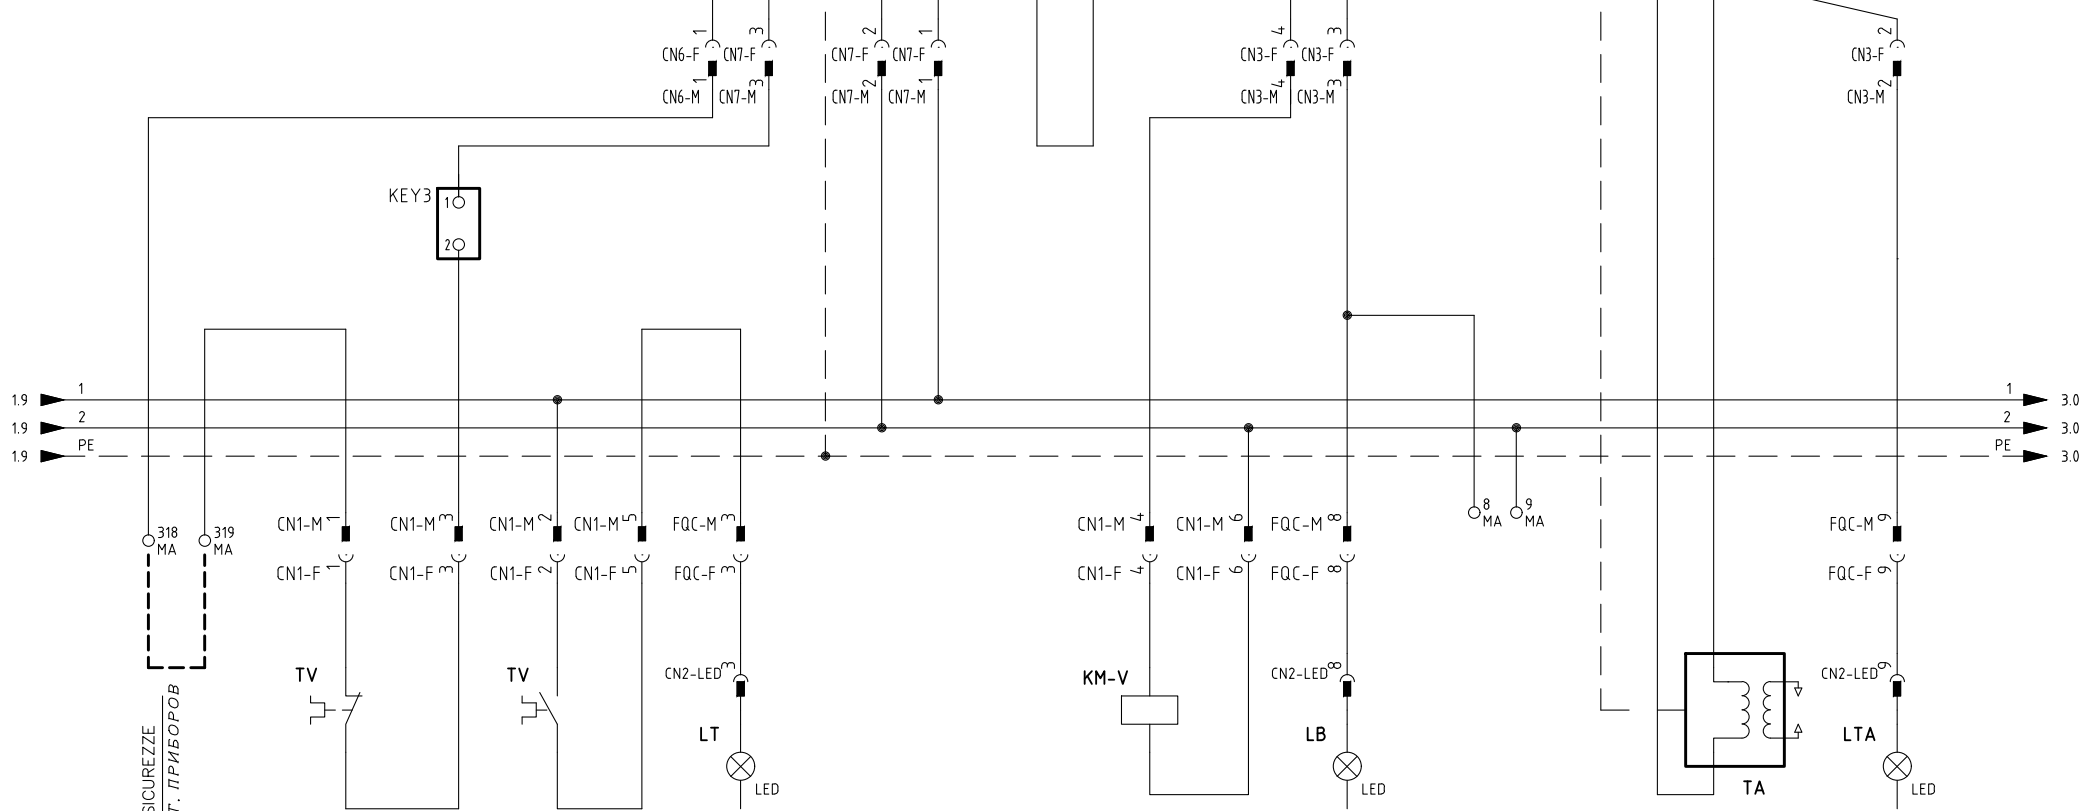 1 3 2 1 4 3 2
CN6-F CN7-F CN7-F CN7-F CN3-F CN3-F CN3-F
1 3 2 1 4 3 2
CN6-M CN7-M CN7-M CN7-M CN3-M CN3-M CN3-M
KEY3 1
2
1.9 1 1 3.0
1.9 2 2 3.0
1.9 PE PE 3.0
318 MA
319 MA
8 MA
9 MA
CN1-M 1 CN1-M 3 CN1-M 2 CN1-M 5 FQC-M 3 CN1-M 4 CN1-M 6 FQC-M 8 FQC-M 9
CN1-F 1 CN1-F 3 CN1-F 2 CN1-F 5 FQC-F 3 CN1-F 4 CN1-F 6 FQC-F 8 FQC-F 9
TV TV CN2-LED 3 KM-V CN2-LED 8 CN2-LED 9
LT LB LTA
LED LED TA LED
SICUREZZE
Т. ПРИБОРОВ